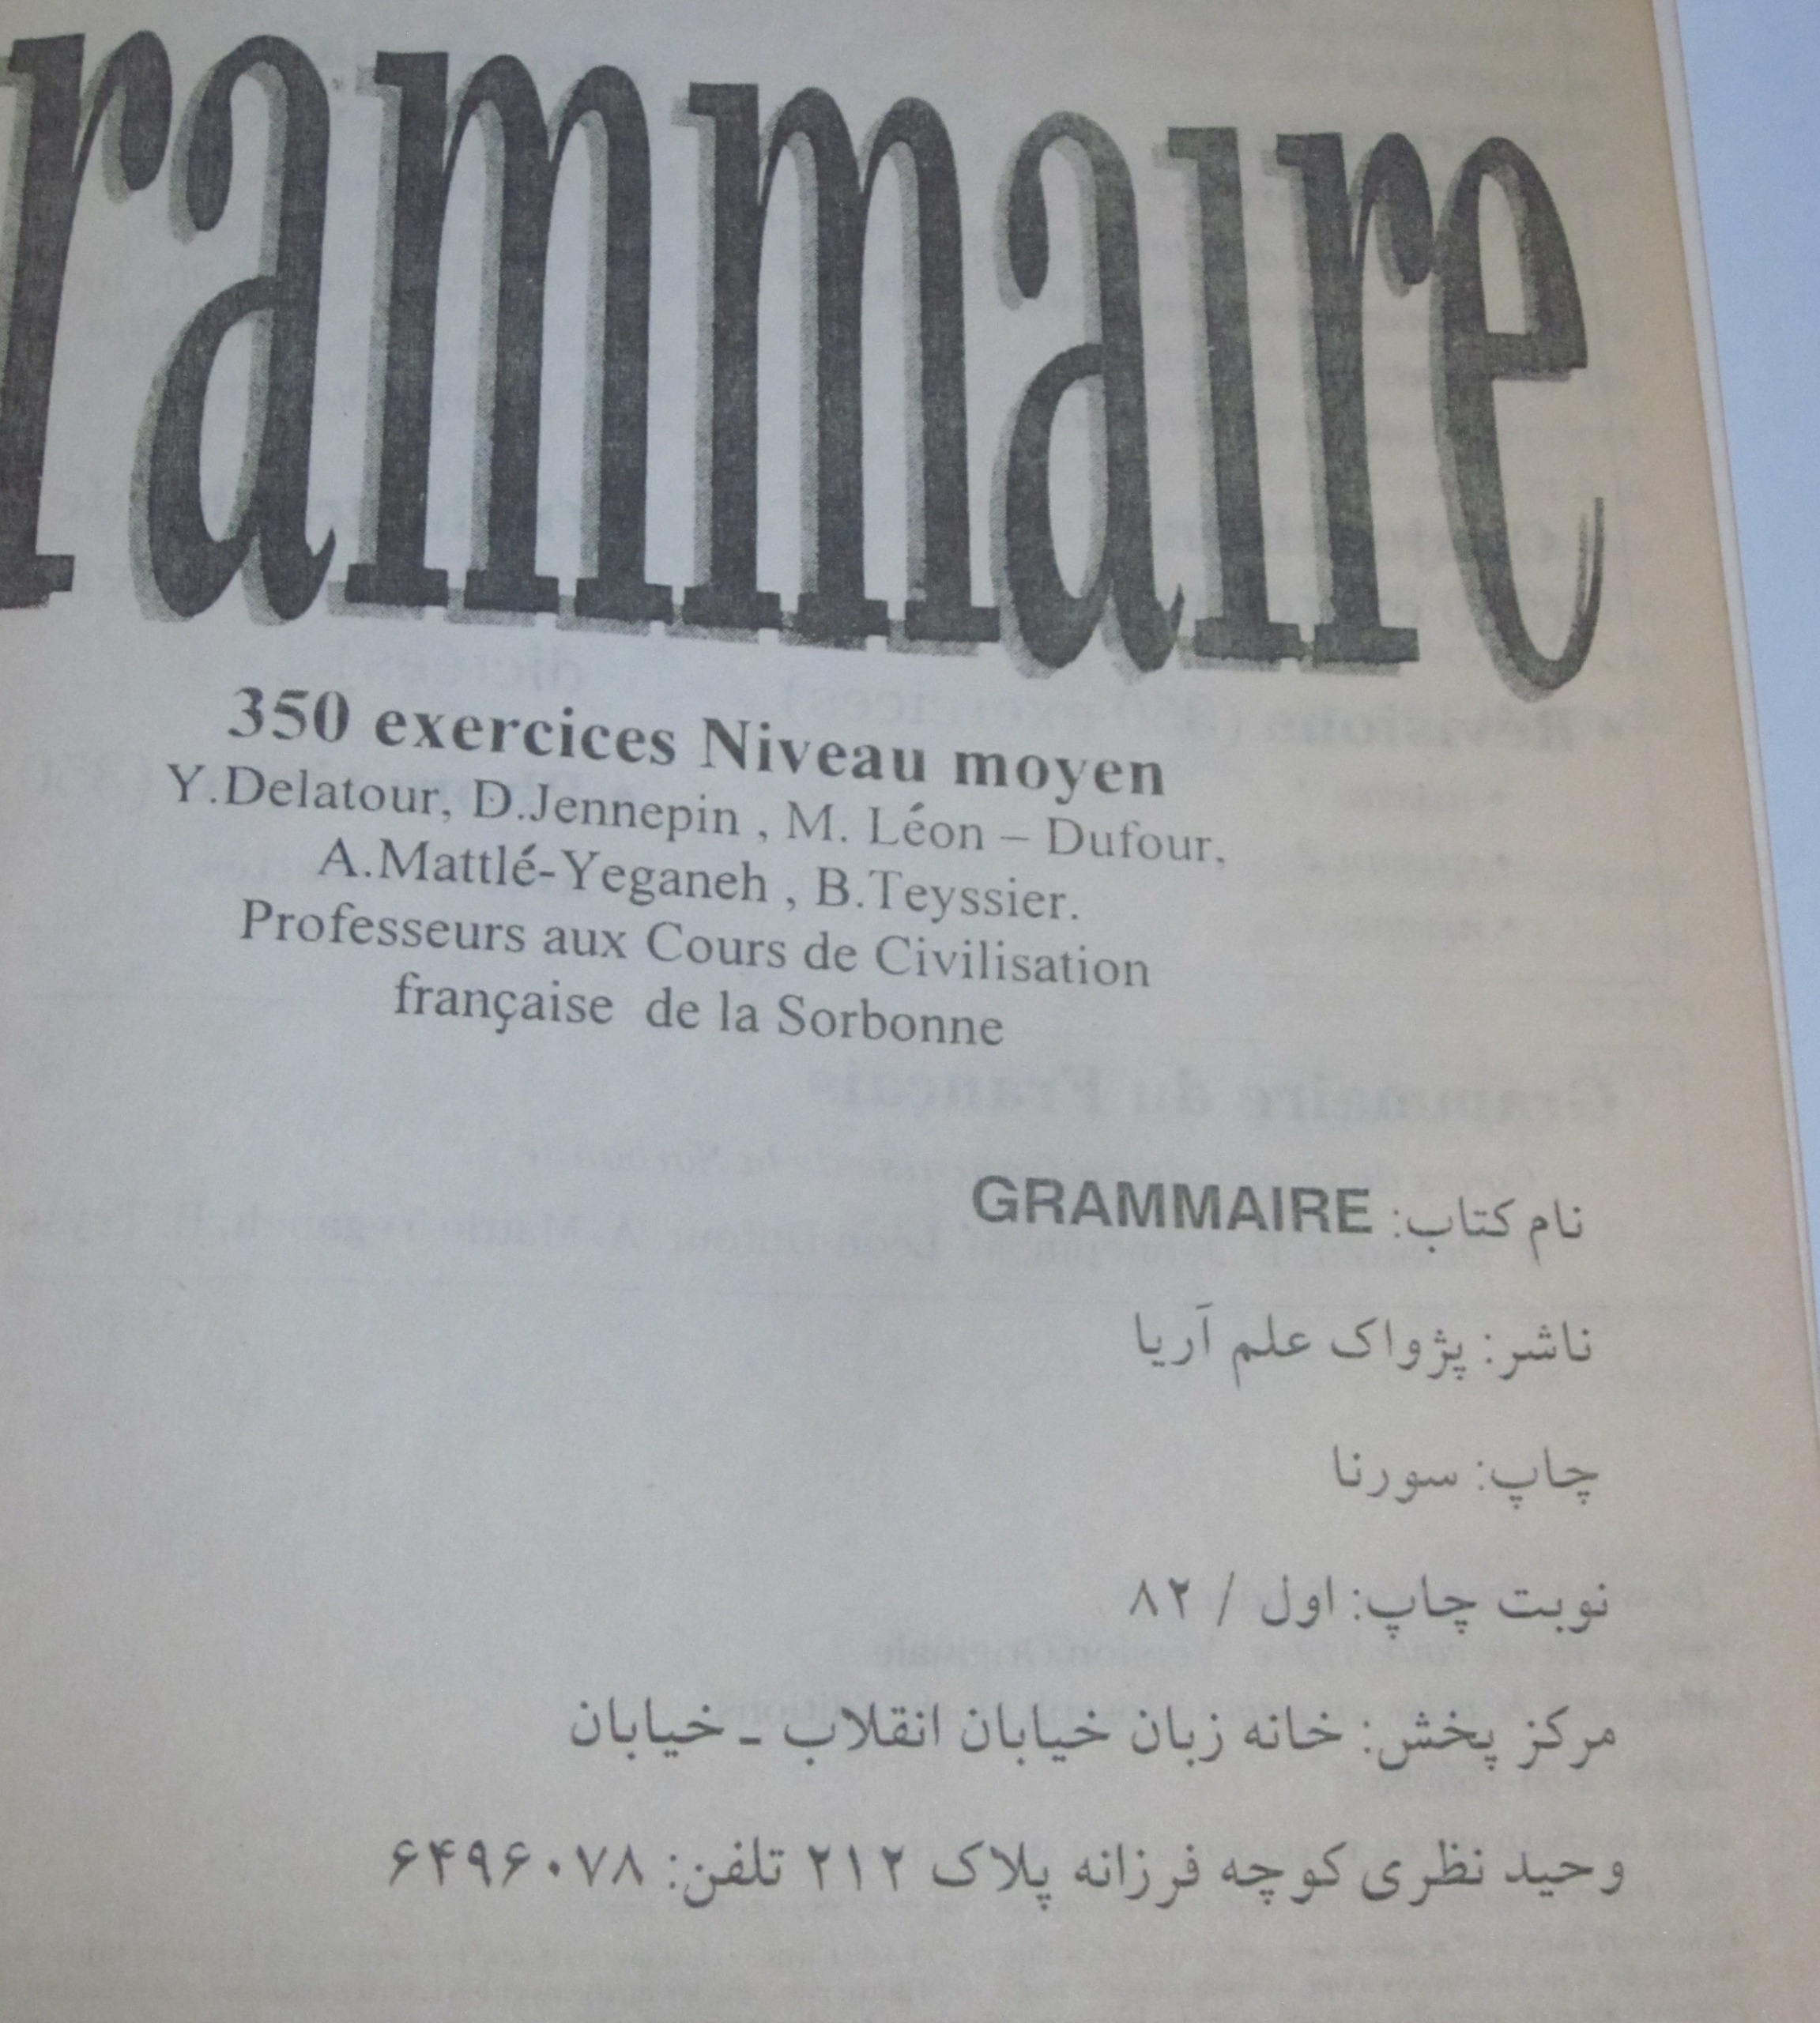 rammaire
350 exercices Niveau moyen
Y.Delatour, D.Jennepin , M. Léon – Dufour,
A.Mattlé-Yeganeh , B.Teyssier.
Professeurs aux Cours de Civilisation
française de la Sorbonne
نام کتاب: GRAMMAIRE
ناشر: پژواک علم آریا
چاپ: سورنا
نوبت چاپ: اول / ۸۲
مرکز پخش: خانه زبان خیابان انقلاب ـ خیابان
وحید نظری کوچه فرزانه پلاک ۲۱۲ تلفن: ۶۴۹۶۰۷۸